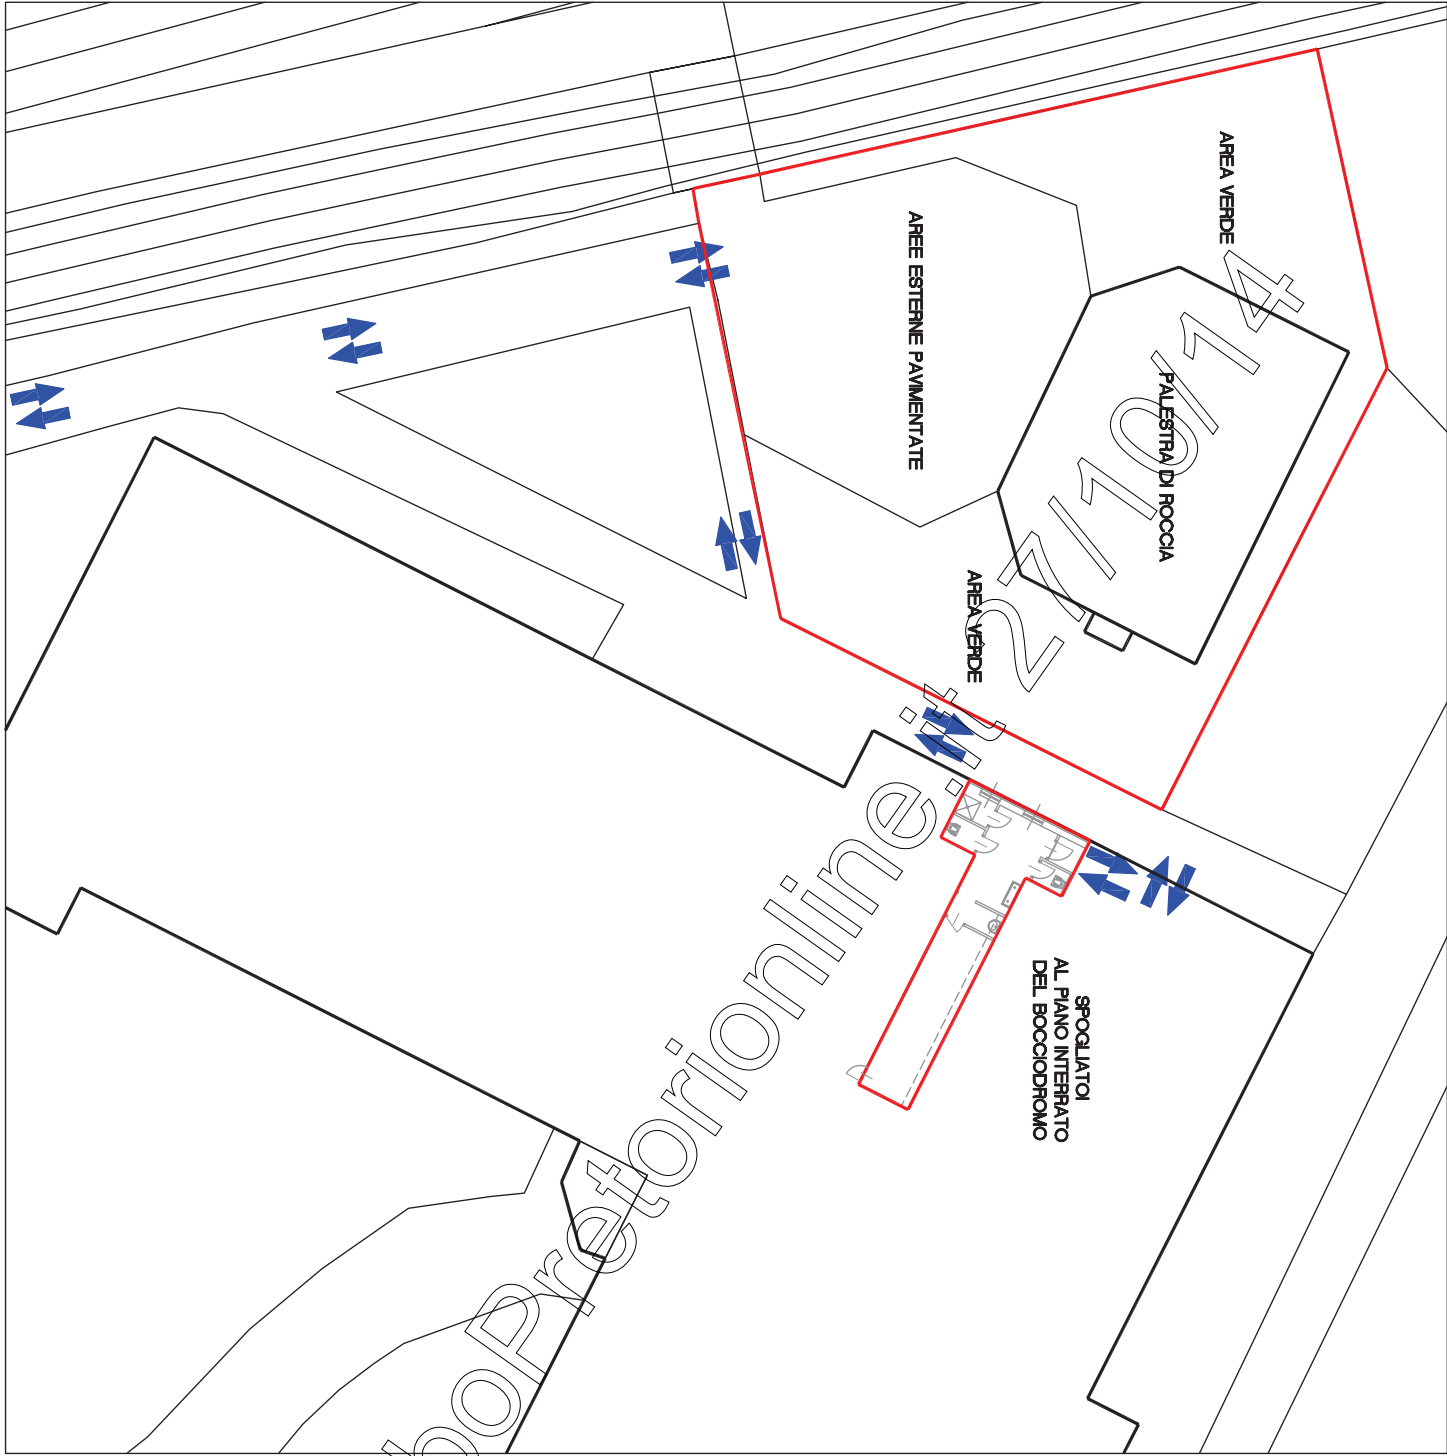 AREA VERDE
AREE ESTERNE PAVIMENTATE
PALESTRA DI ROCCIA
AREA VERDE
SPOGLIATOI
AL PIANO INTERRATO
DEL BOCCIODROMO
boPretorionline.it 27/10/14